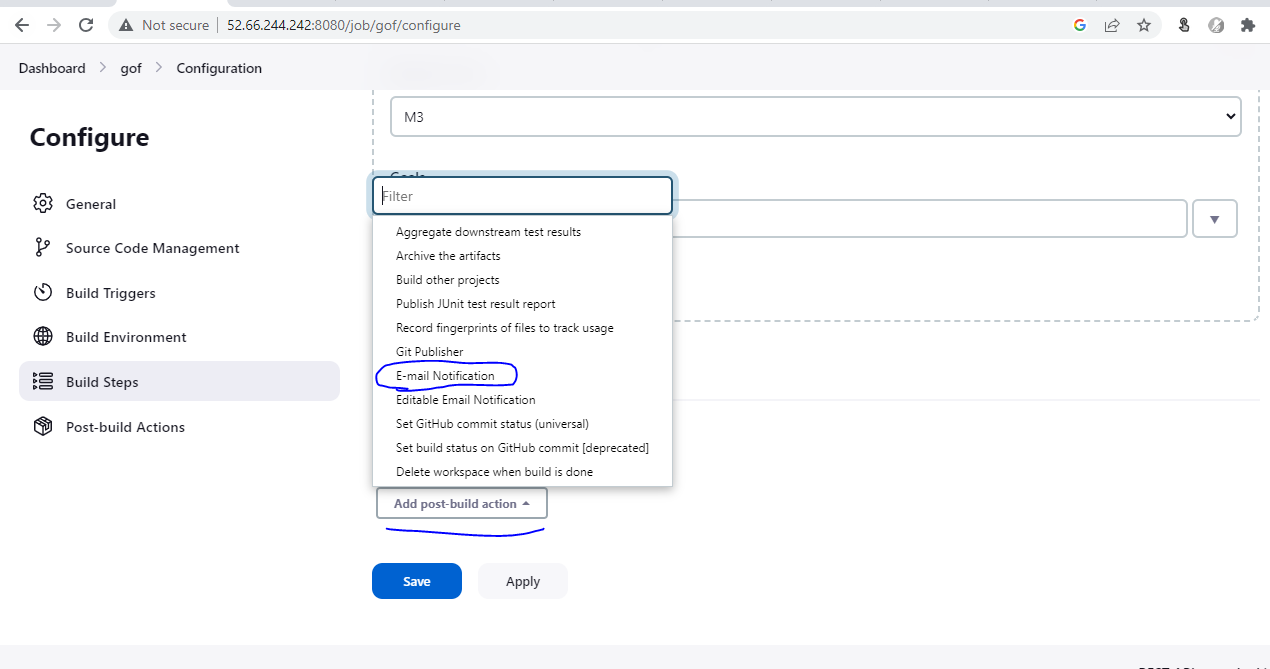 Not secure | 52.66.244.242:8080/job/gof/configure
Dashboard > gof > Configuration
Configure
General
Source Code Management
Build Triggers
Build Environment
Build Steps
Post-build Actions
M3
Goals
Filter
Aggregate downstream test results
Archive the artifacts
Build other projects
Publish JUnit test result report
Record fingerprints of files to track usage
Git Publisher
E-mail Notification
Editable Email Notification
Set GitHub commit status (universal)
Set build status on GitHub commit [deprecated]
Delete workspace when build is done
Add post-build action
Save
Apply